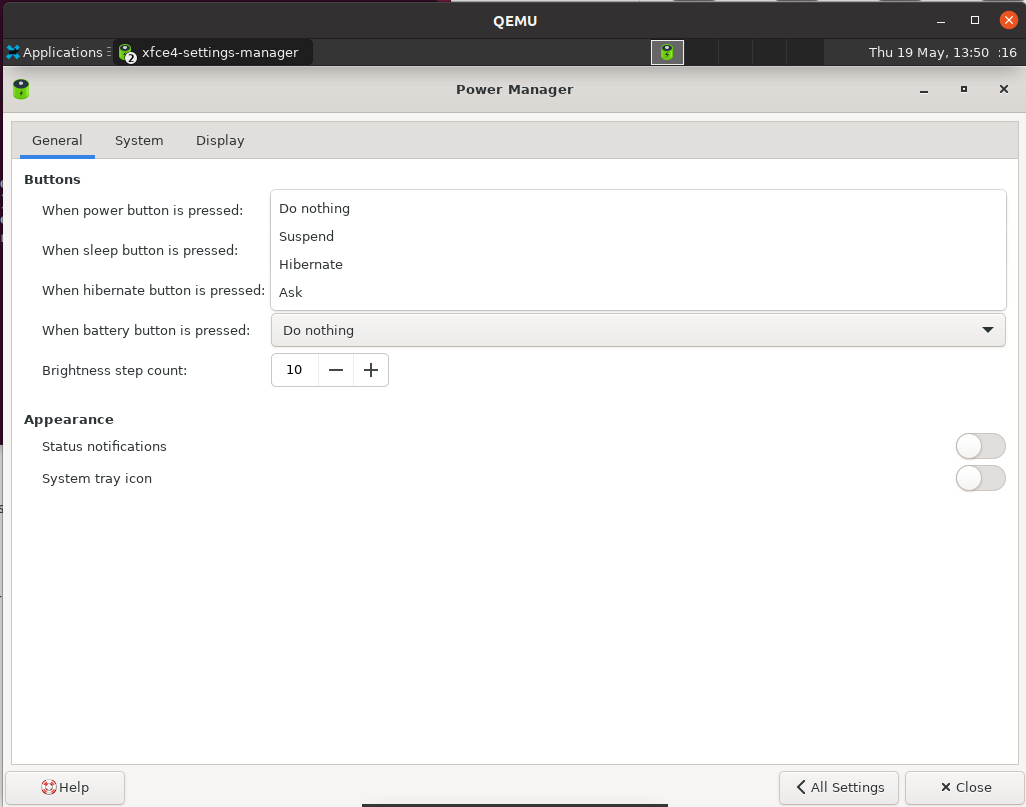 QEMU
Applications 2 xfce4-settings-manager Thu 19 May, 13:50 :16
Power Manager
General System Display
Buttons
When power button is pressed: Do nothing
Suspend
When sleep button is pressed:
Hibernate
When hibernate button is pressed: Ask
When battery button is pressed: Do nothing
Brightness step count: 10 − +
Appearance
Status notifications
System tray icon
Help All Settings Close